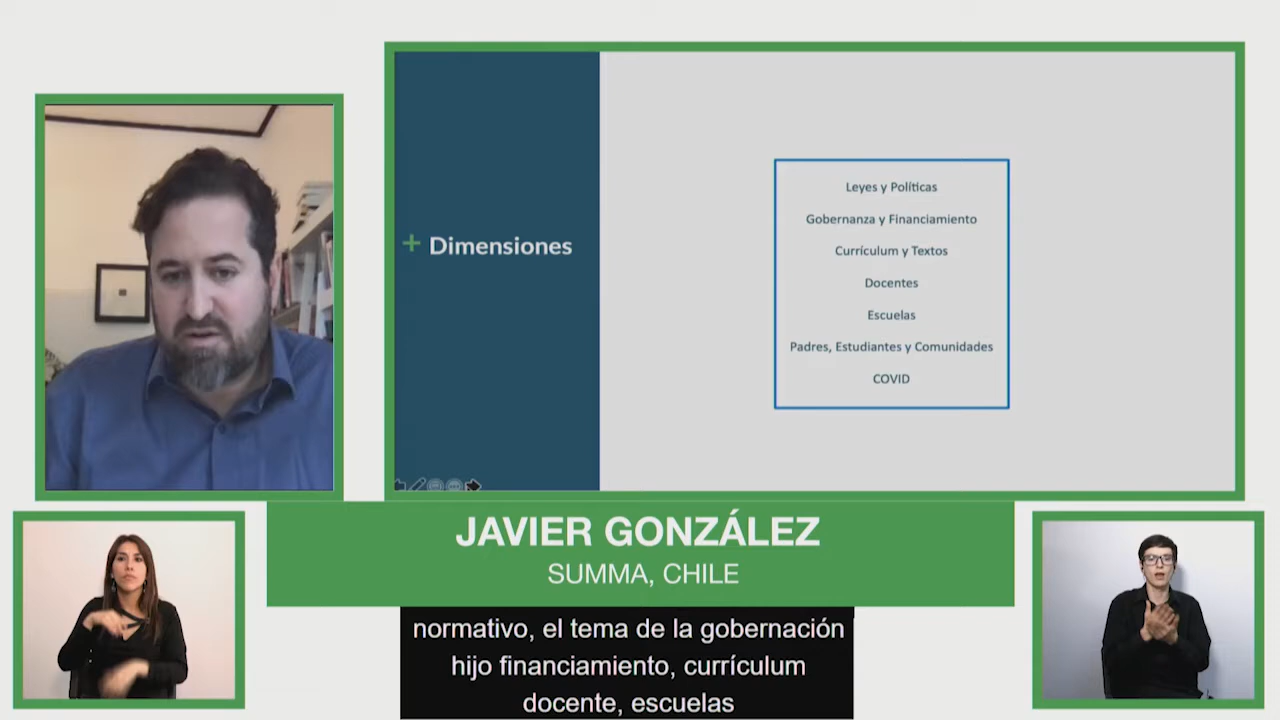 + Dimensiones
Leyes y Políticas
Gobernanza y Financiamiento
Currículum y Textos
Docentes
Escuelas
Padres, Estudiantes y Comunidades
COVID
JAVIER GONZÁLEZ
SUMMA, CHILE
normativo, el tema de la gobernación
hijo financiamiento, currículum
docente, escuelas